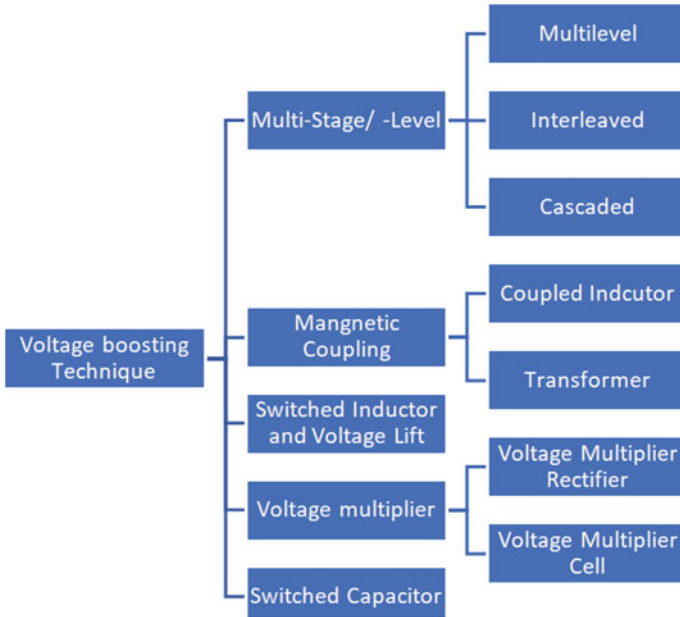 Voltage boosting
Technique
Multi-Stage/ -Level
Multilevel
Interleaved
Cascaded
Mangnetic
Coupling
Coupled Indcutor
Transformer
Switched Inductor
and Voltage Lift
Voltage multiplier
Voltage Multiplier
Rectifier
Voltage Multiplier
Cell
Switched Capacitor